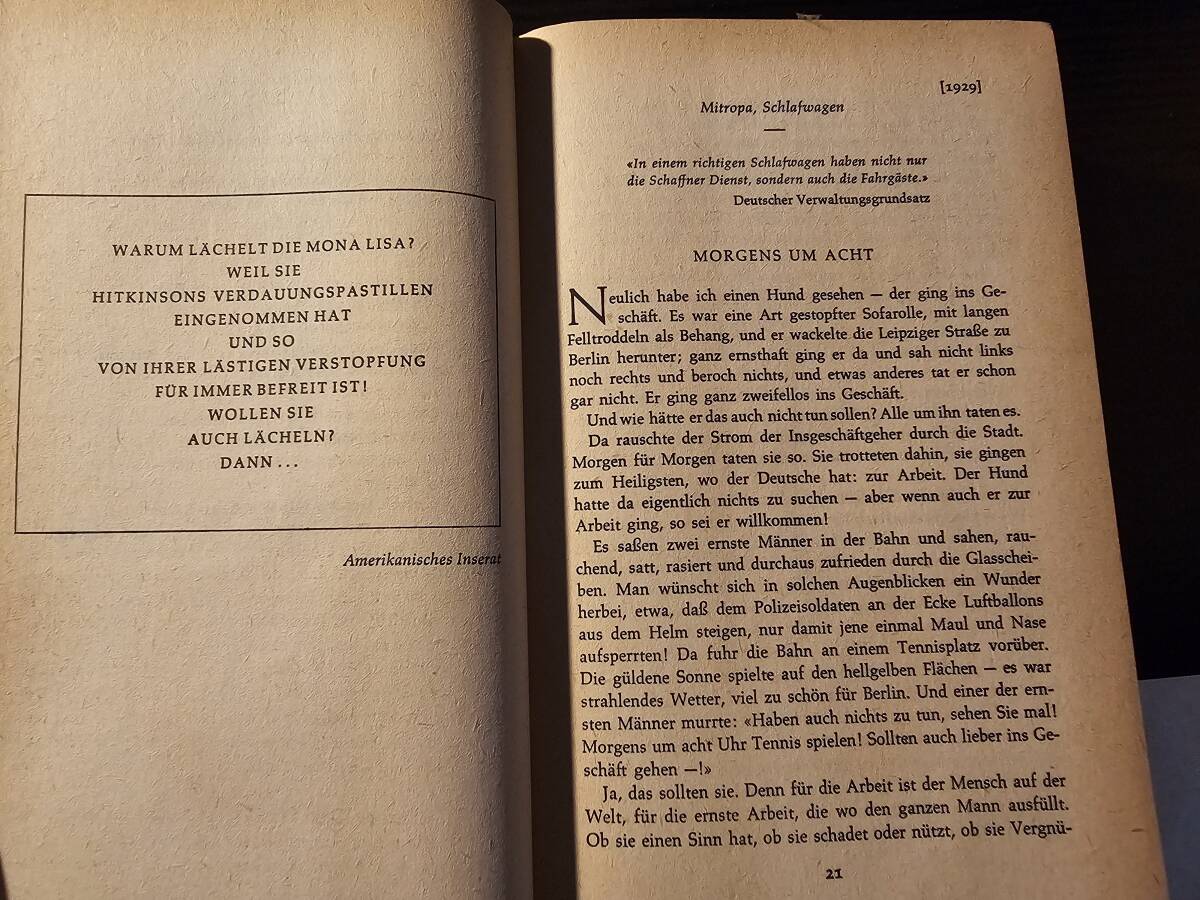 WARUM LÄCHELT DIE MONA LISA?
WEIL SIE
HITKINSONS VERDAUUNGSPASTILLEN
EINGENOMMEN HAT
UND SO
VON IHRER LÄSTIGEN VERSTOPFUNG
FÜR IMMER BEFREIT IST!
WOLLEN SIE
AUCH LÄCHELN?
DANN ...
Amerikanisches Inserat
[1929]
Mitropa, Schlafwagen
«In einem richtigen Schlafwagen haben nicht nur
die Schaffner Dienst, sondern auch die Fahrgäste.»
Deutscher Verwaltungsgrundsatz
MORGENS UM ACHT
Neulich habe ich einen Hund gesehen – der ging ins Ge-
schäft. Es war eine Art gestopfter Sofarolle, mit langen
Felltroddeln als Behang, und er wackelte die Leipziger Straße zu
Berlin herunter; ganz ernsthaft ging er da und sah nicht links
noch rechts und beroch nichts, und etwas anderes tat er schon
gar nicht. Er ging ganz zweifellos ins Geschäft.
Und wie hätte er das auch nicht tun sollen? Alle um ihn taten es.
Da rauschte der Strom der Insgeschäftgeher durch die Stadt.
Morgen für Morgen taten sie so. Sie trotteten dahin, sie gingen
zum Heiligsten, wo der Deutsche hat: zur Arbeit. Der Hund
hatte da eigentlich nichts zu suchen – aber wenn auch er zur
Arbeit ging, so sei er willkommen!
Es saßen zwei ernste Männer in der Bahn und sahen, rau-
chend, satt, rasiert und durchaus zufrieden durch die Glasschei-
ben. Man wünscht sich in solchen Augenblicken ein Wunder
herbei, etwa, daß dem Polizeisoldaten an der Ecke Luftballons
aus dem Helm steigen, nur damit jene einmal Maul und Nase
aufsperrten! Da fuhr die Bahn an einem Tennisplatz vorüber.
Die güldene Sonne spielte auf den hellgelben Flächen – es war
strahlendes Wetter, viel zu schön für Berlin. Und einer der ern-
sten Männer murrte: «Haben auch nichts zu tun, sehen Sie mal!
Morgens um acht Uhr Tennis spielen! Sollten auch lieber ins Ge-
schäft gehen –!»
Ja, das sollten sie. Denn für die Arbeit ist der Mensch auf der
Welt, für die ernste Arbeit, die wo den ganzen Mann ausfüllt.
Ob sie einen Sinn hat, ob sie schadet oder nützt, ob sie Vergnü-
21